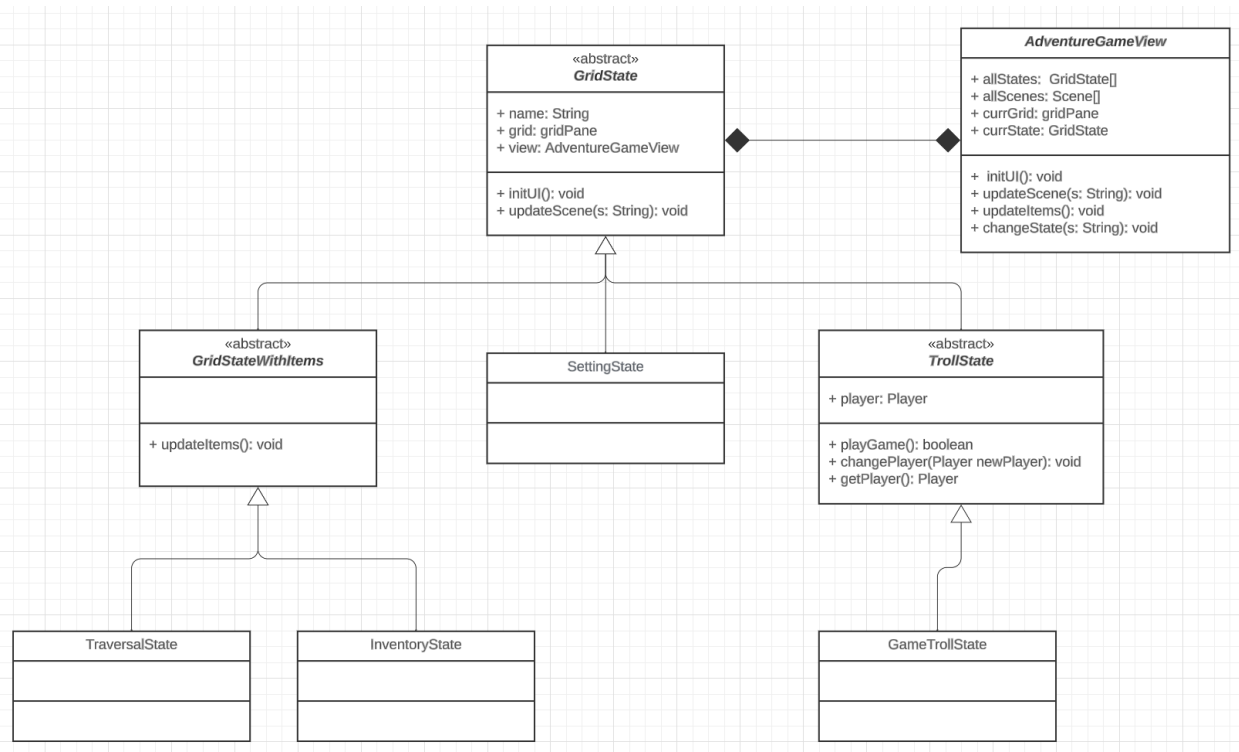 «abstract»
GridState
+ name: String
+ grid: gridPane
+ view: AdventureGameView
+ initUI(): void
+ updateScene(s: String): void
AdventureGameView
+ allStates:  GridState[]
+ allScenes: Scene[]
+ currGrid: gridPane
+ currState: GridState
+  initUI(): void
+ updateScene(s: String): void
+ updateItems(): void
+ changeState(s: String): void
«abstract»
GridStateWithItems
+ updateItems(): void
SettingState
«abstract»
TrollState
+ player: Player
+ playGame(): boolean
+ changePlayer(Player newPlayer): void
+ getPlayer(): Player
TraversalState
InventoryState
GameTrollState